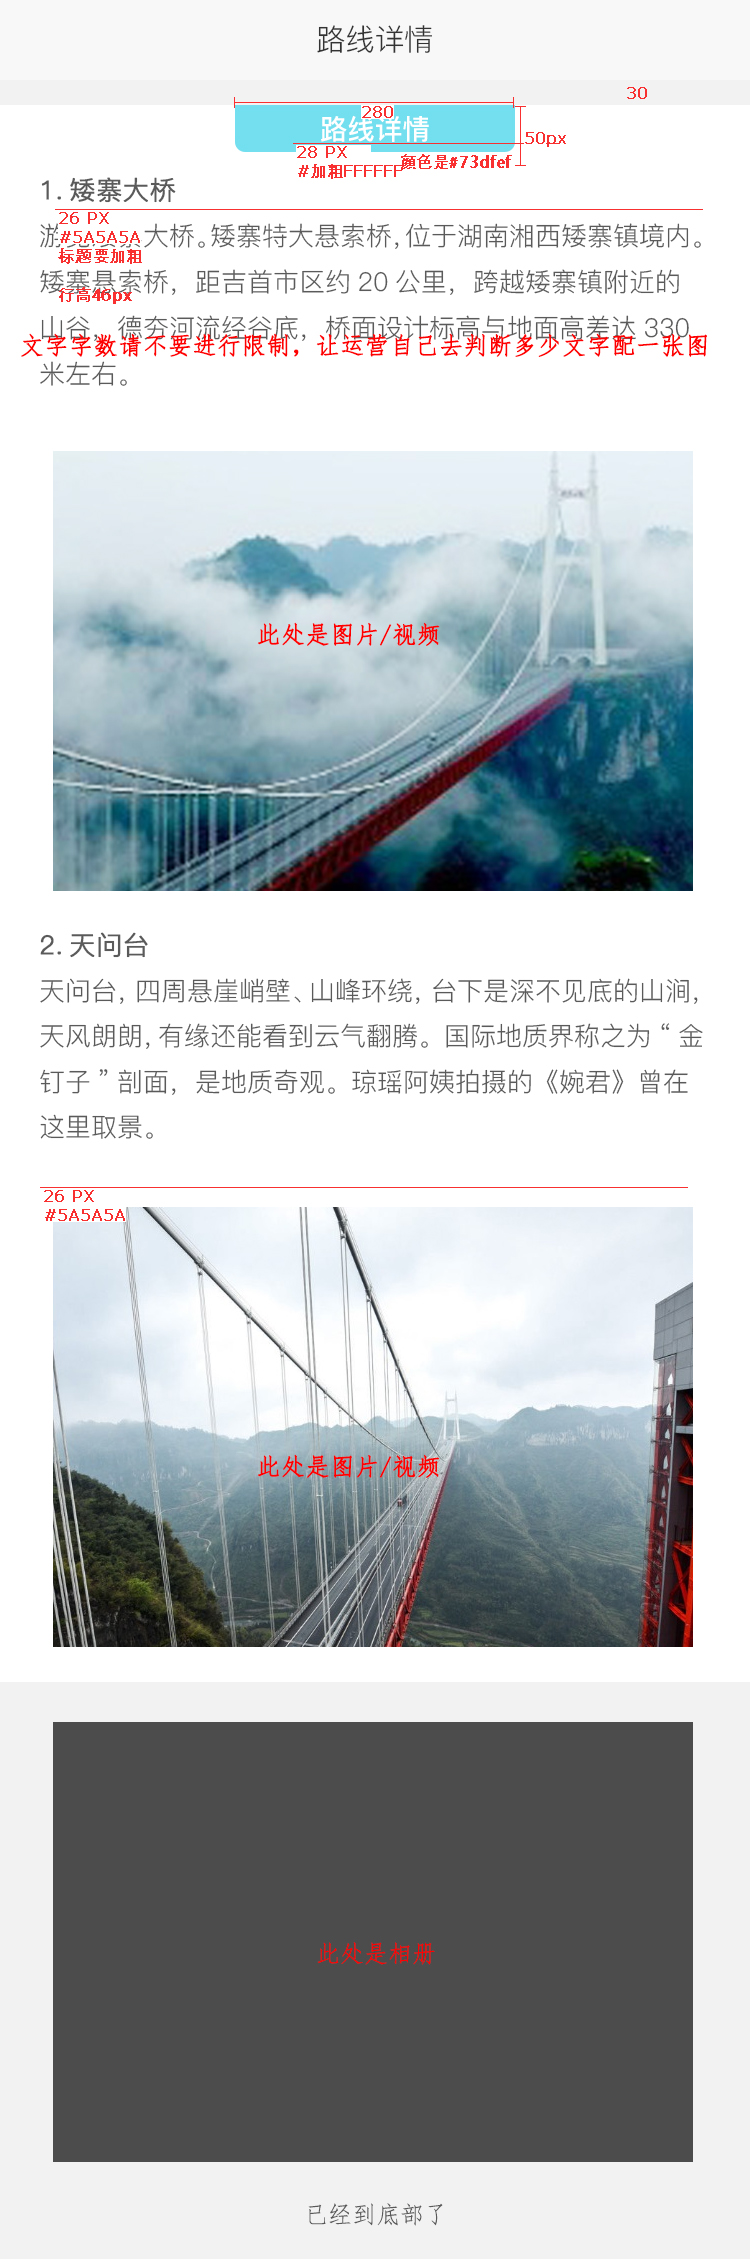 路线详情
30
280
路线详情
50px
28 PX
颜色是#73dfef
#加粗FFFFFF
1. 矮寨大桥
26 PX
#5A5A5A
标题要加粗
行高46px
大桥。矮寨特大悬索桥,位于湖南湘西矮寨镇境内。
矮寨悬索桥，距吉首市区约 20 公里，跨越矮寨镇附近的
山谷，德夯河流经谷底，桥面设计标高与地面高差达 330
文字字数请不要进行限制，让运营自己去判断多少文字配一张图
米左右。
此处是图片/视频
2. 天问台
天问台, 四周悬崖峭壁、山峰环绕, 台下是深不见底的山涧,
天风朗朗, 有缘还能看到云气翻腾。国际地质界称之为 “ 金
钉子 ” 剖面，是地质奇观。琼瑶阿姨拍摄的《婉君》曾在
这里取景。
26 PX
#5A5A5A
此处是图片/视频
此处是相册
已经到底部了